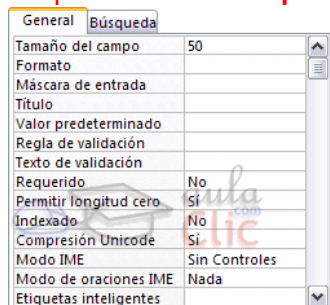 General Búsqueda
Tamaño del campo 50
Formato
Máscara de entrada
Título
Valor predeterminado
Regla de validación
Texto de validación
Requerido No
Permitir longitud cero Sí
Indexado No
Compresión Unicode Sí
Modo IME Sin Controles
Modo de oraciones IME Nada
Etiquetas inteligentes
aula
.com
Clic